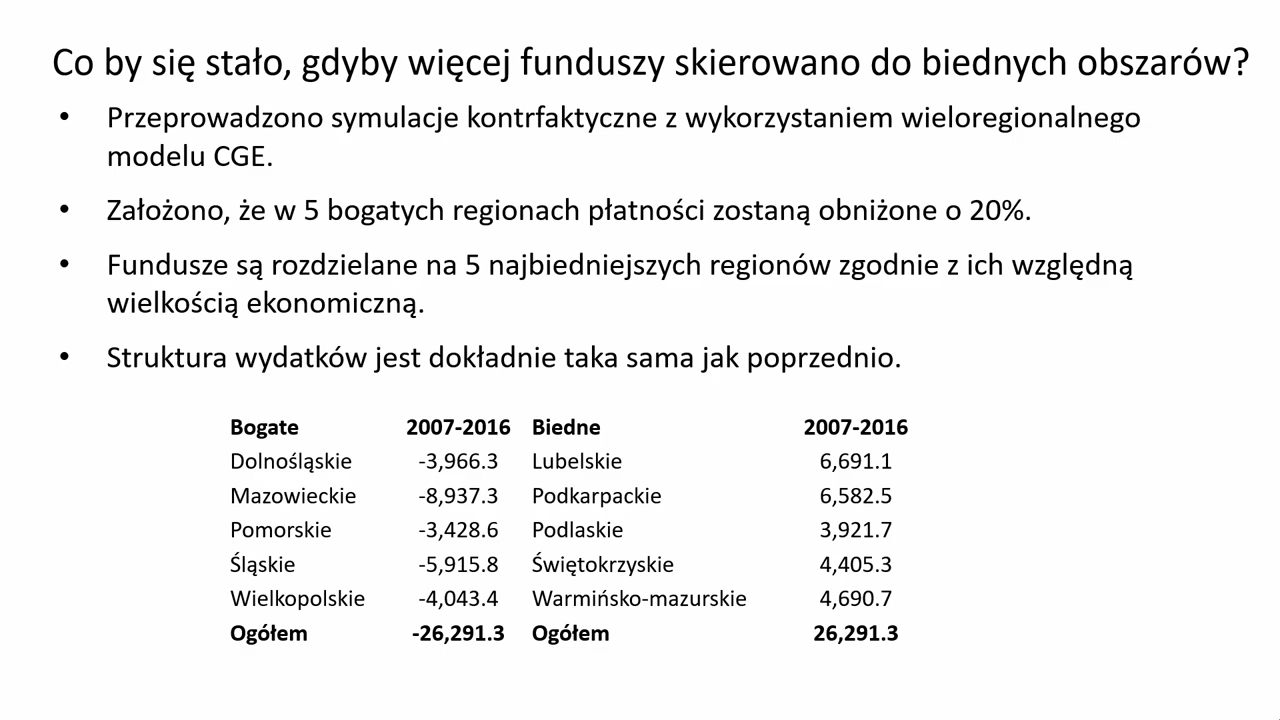 Co by się stało, gdyby więcej funduszy skierowano do biednych obszarów?
• Przeprowadzono symulacje kontrfaktyczne z wykorzystaniem wieloregionalnego
modelu CGE.
• Założono, że w 5 bogatych regionach płatności zostaną obniżone o 20%.
• Fundusze są rozdzielane na 5 najbiedniejszych regionów zgodnie z ich względną
wielkością ekonomiczną.
• Struktura wydatków jest dokładnie taka sama jak poprzednio.
Bogate 2007-2016 Biedne 2007-2016
Dolnośląskie -3,966.3 Lubelskie 6,691.1
Mazowieckie -8,937.3 Podkarpackie 6,582.5
Pomorskie -3,428.6 Podlaskie 3,921.7
Śląskie -5,915.8 Świętokrzyskie 4,405.3
Wielkopolskie -4,043.4 Warmińsko-mazurskie 4,690.7
Ogółem -26,291.3 Ogółem 26,291.3